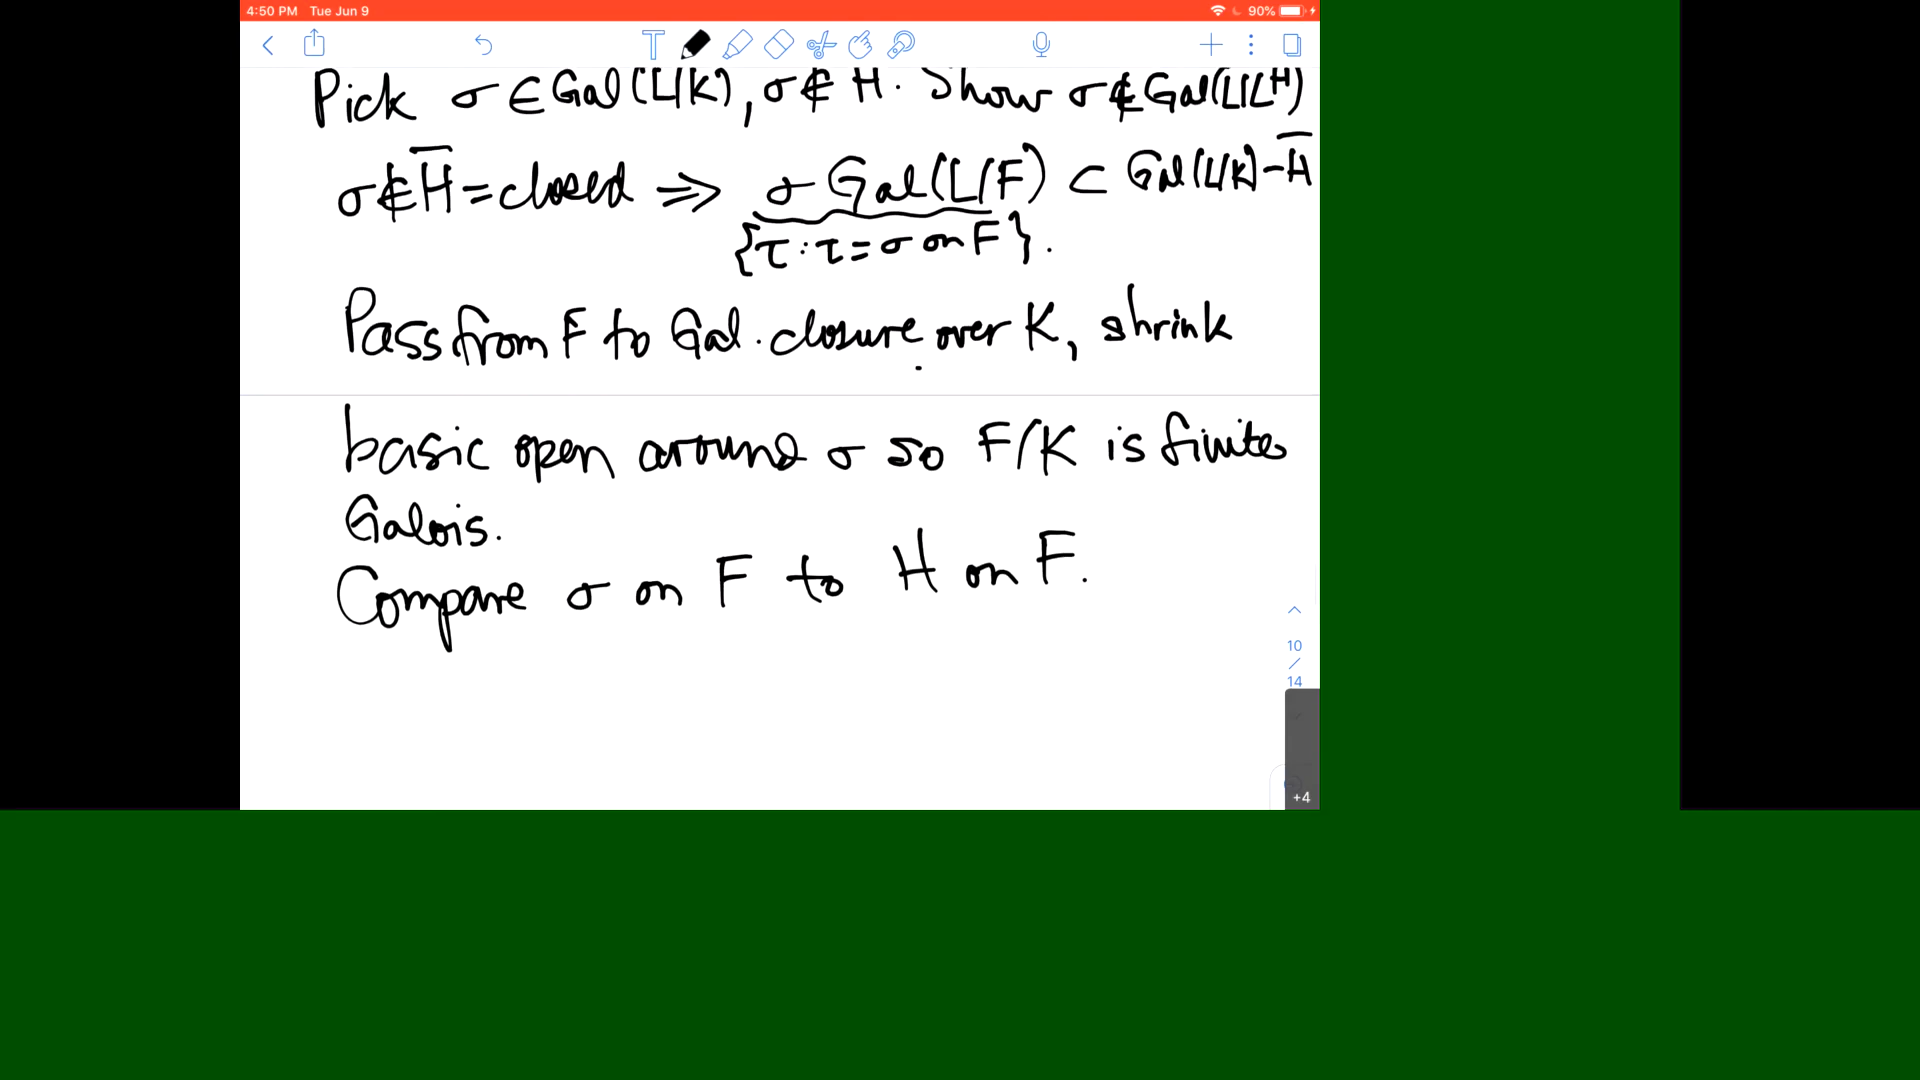 4:50 PM Tue Jun 9 90%
Pick σ ∈ Gal(L/K), σ ∉ H̅. Show σ ∉ Gal(L/L^H)
σ ∉ H̅ = closed ⇒ σ Gal(L/F) ⊂ Gal(L/K) − H̅
{τ : τ = σ on F}.
Pass from F to Gal. closure over K, shrink
basic open around σ so F/K is finite
Galois.
Compare σ on F to H on F.
10
/
14
+4